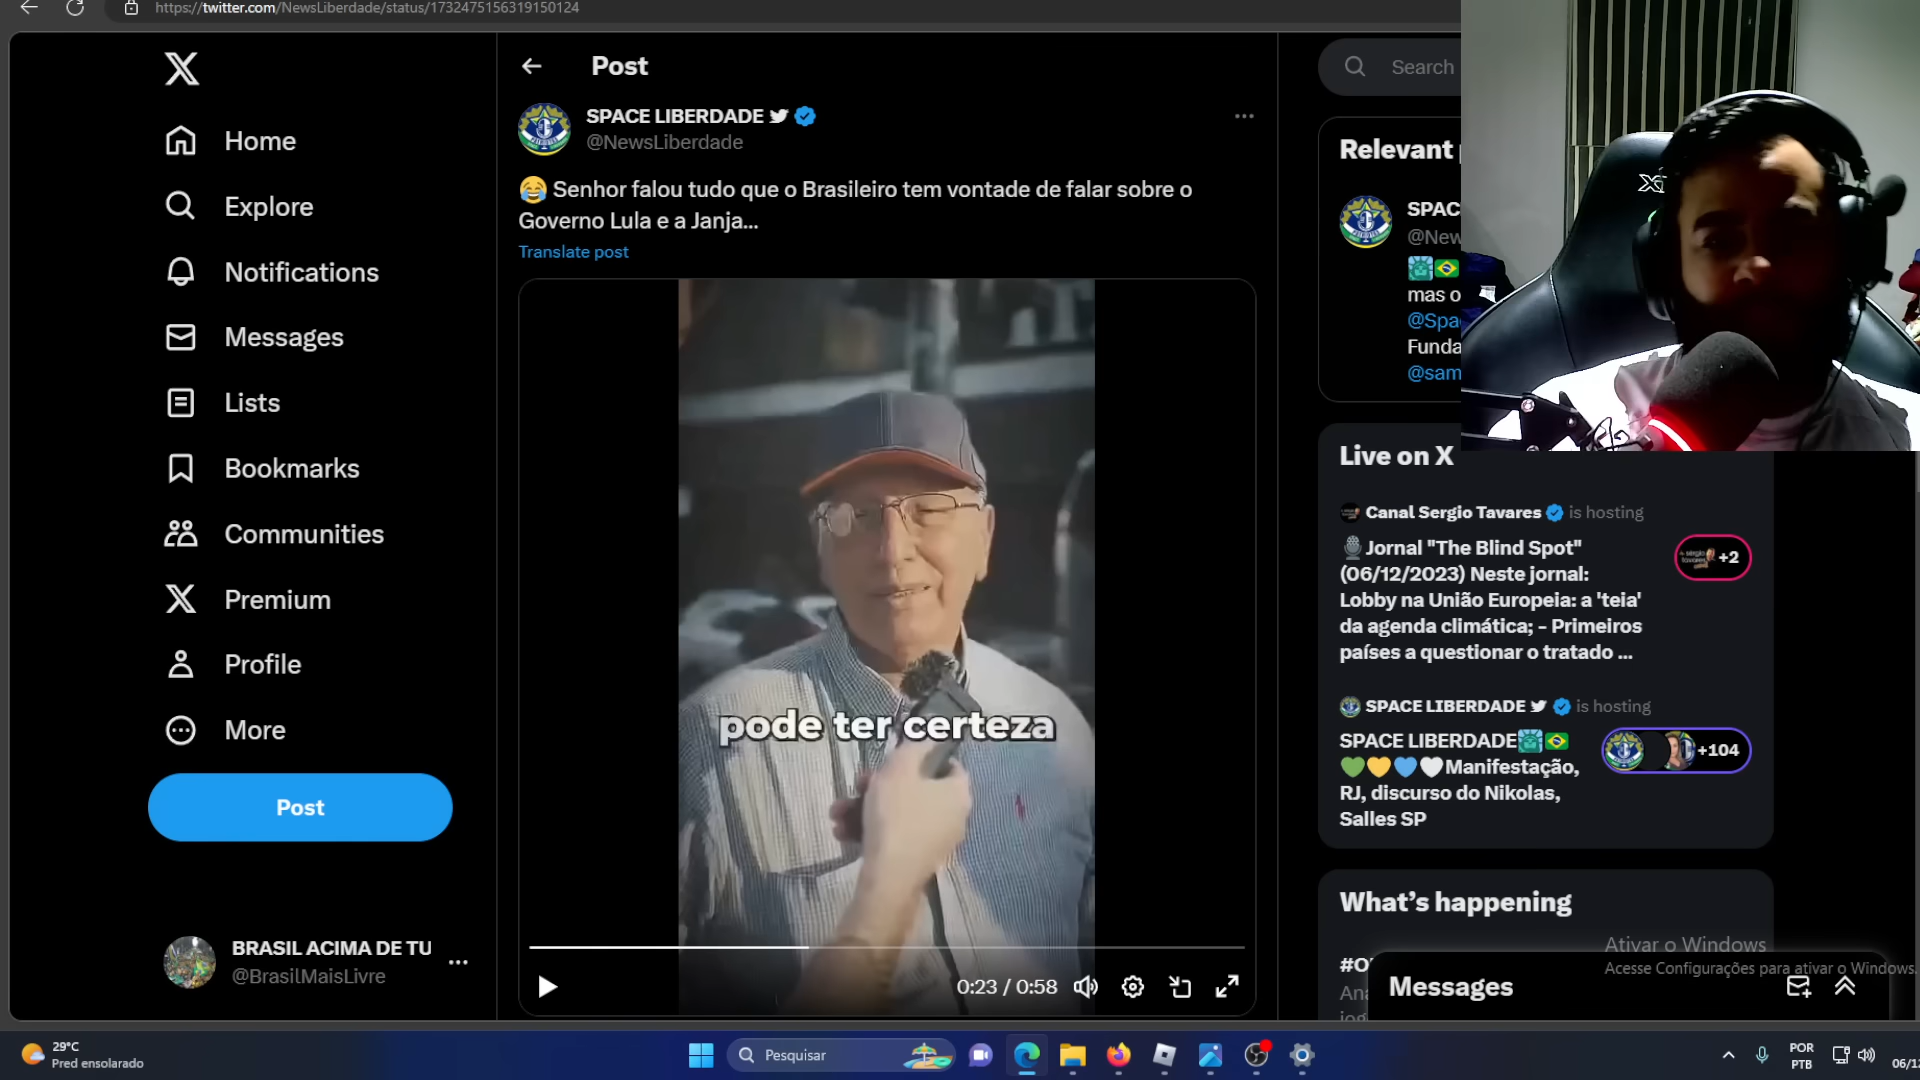 https://twitter.com/NewsLiberdade/status/1732475156319150124
Home
Explore
Notifications
Messages
Lists
Bookmarks
Communities
Premium
Profile
More
Post
BRASIL ACIMA DE TU
@BrasilMaisLivre
Post
SPACE LIBERDADE
@NewsLiberdade
😂 Senhor falou tudo que o Brasileiro tem vontade de falar sobre o
Governo Lula e a Janja...
Translate post
pode ter certeza
0:23 / 0:58
Search
Relevant
SPAC
@New
mas o
@Spa
Funda
@sam
Live on X
Canal Sergio Tavares is hosting
🎙Jornal "The Blind Spot"
(06/12/2023) Neste jornal:
Lobby na União Europeia: a 'teia'
da agenda climática; - Primeiros
países a questionar o tratado ...
+2
SPACE LIBERDADE is hosting
SPACE LIBERDADE🗽🇧🇷
💚💛💙🤍Manifestação,
RJ, discurso do Nikolas,
Salles SP
+104
What's happening
Ativar o Windows
Acesse Configurações para ativar o Windows.
Messages
29°C
Pred ensolarado
Pesquisar
POR
PTB